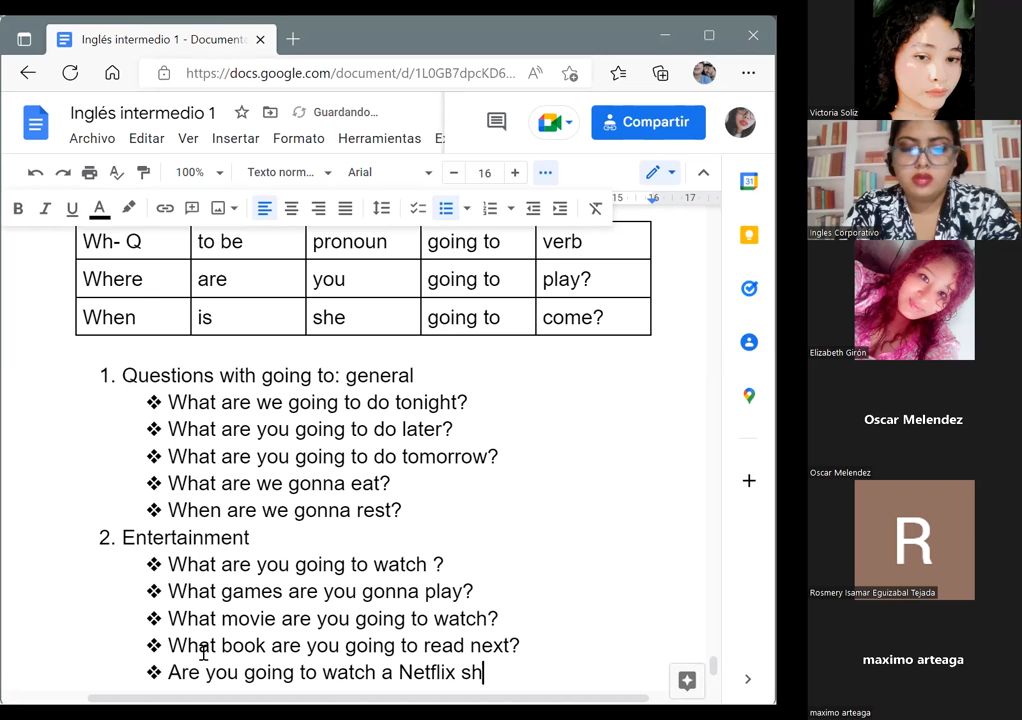 Inglés intermedio 1 - Documento
https://docs.google.com/document/d/1L0GB7dpcKD6...
Inglés intermedio 1
Guardando...
Archivo Editar Ver Insertar Formato Herramientas E
Compartir
100% Texto norm... Arial 16
15 16 17
Wh- Q to be pronoun going to verb
Where are you going to play?
When is she going to come?
1. Questions with going to: general
What are we going to do tonight?
What are you going to do later?
What are you going to do tomorrow?
What are we gonna eat?
When are we gonna rest?
2. Entertainment
What are you going to watch ?
What games are you gonna play?
What movie are you going to watch?
What book are you going to read next?
Are you going to watch a Netflix sh
Victoria Soliz
Ingles Corporativo
Elizabeth Girón
Oscar Melendez
Oscar Melendez
R
Rosmery Isamar Eguizabal Tejada
maximo arteaga
maximo arteaga